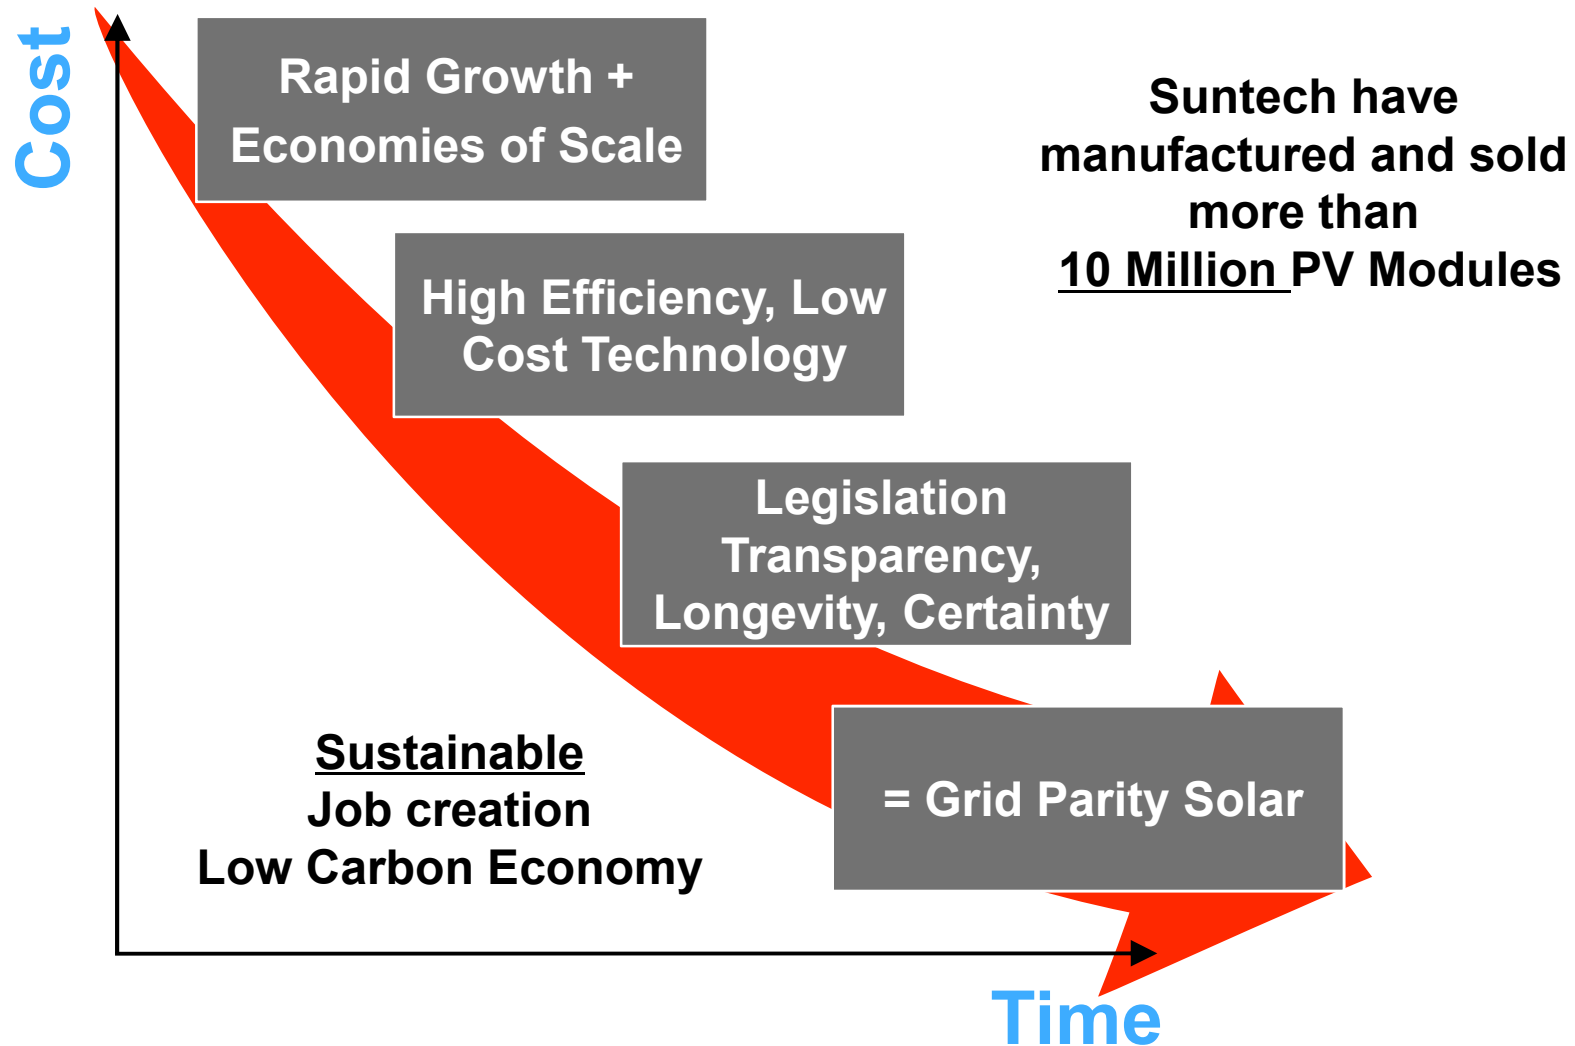 Cost
Rapid Growth +
Economies of Scale
Suntech have
manufactured and sold
more than
10 Million PV Modules
High Efficiency, Low
Cost Technology
Legislation
Transparency,
Longevity, Certainty
Sustainable
Job creation
Low Carbon Economy
= Grid Parity Solar
Time